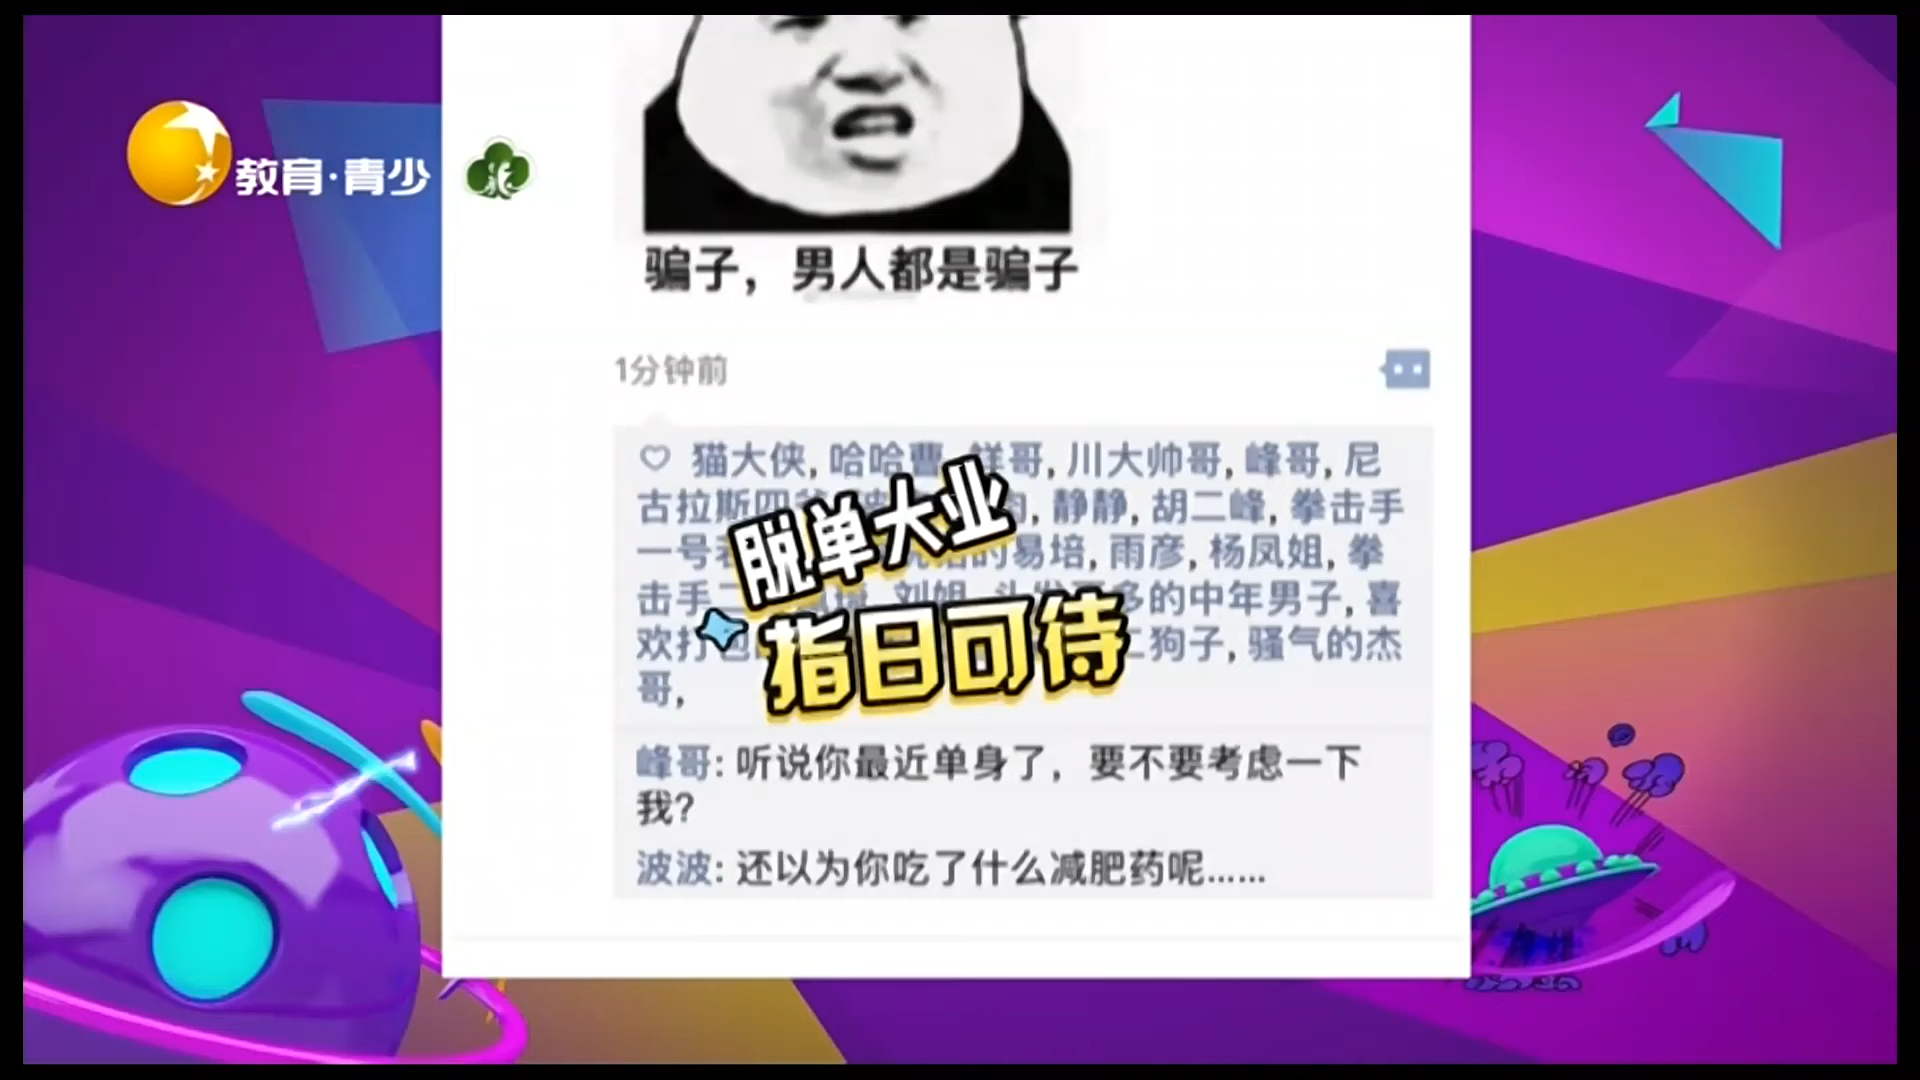 教育·青少
骗子，男人都是骗子
1分钟前
猫大侠，哈哈曹，哥，川大帅哥，峰哥，尼
古拉斯四，静静，胡二峰，拳击手
一号，的易培，雨彦，杨凤姐，拳
击手二，刘姐，多的中年男子，喜
欢打包，二狗子，骚气的杰
哥，
脱单大业
指日可待
峰哥：听说你最近单身了，要不要考虑一下
我？
波波：还以为你吃了什么减肥药呢……